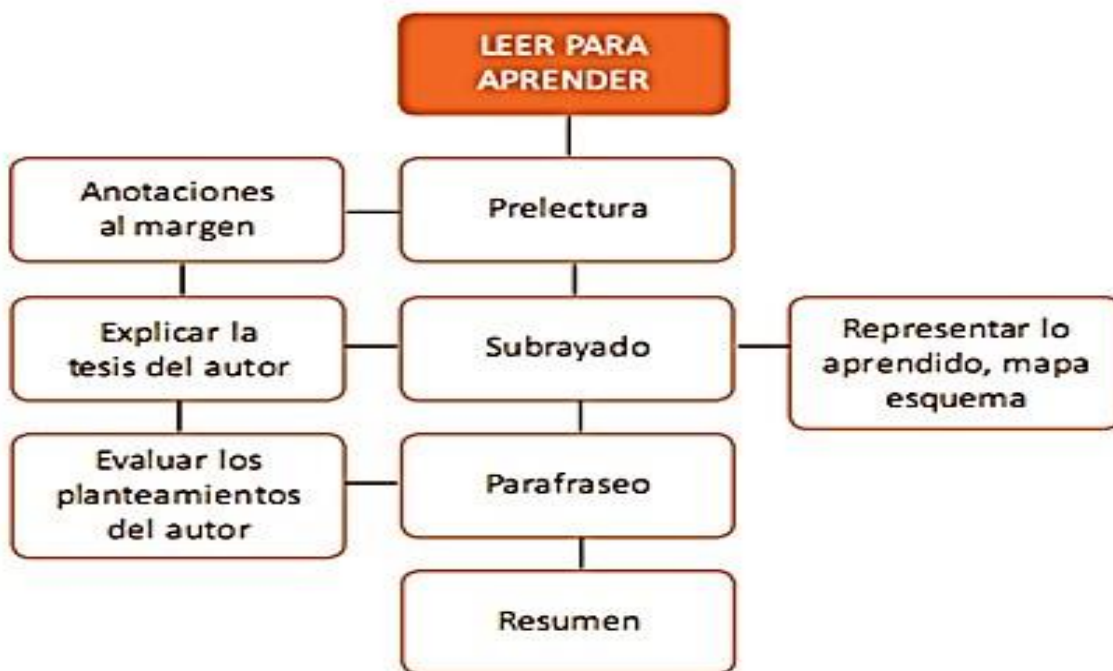 LEER PARA
APRENDER
Anotaciones
al margen
Prelectura
Explicar la
tesis del autor
Subrayado
Representar lo
aprendido, mapa
esquema
Evaluar los
planteamientos
del autor
Parafraseo
Resumen